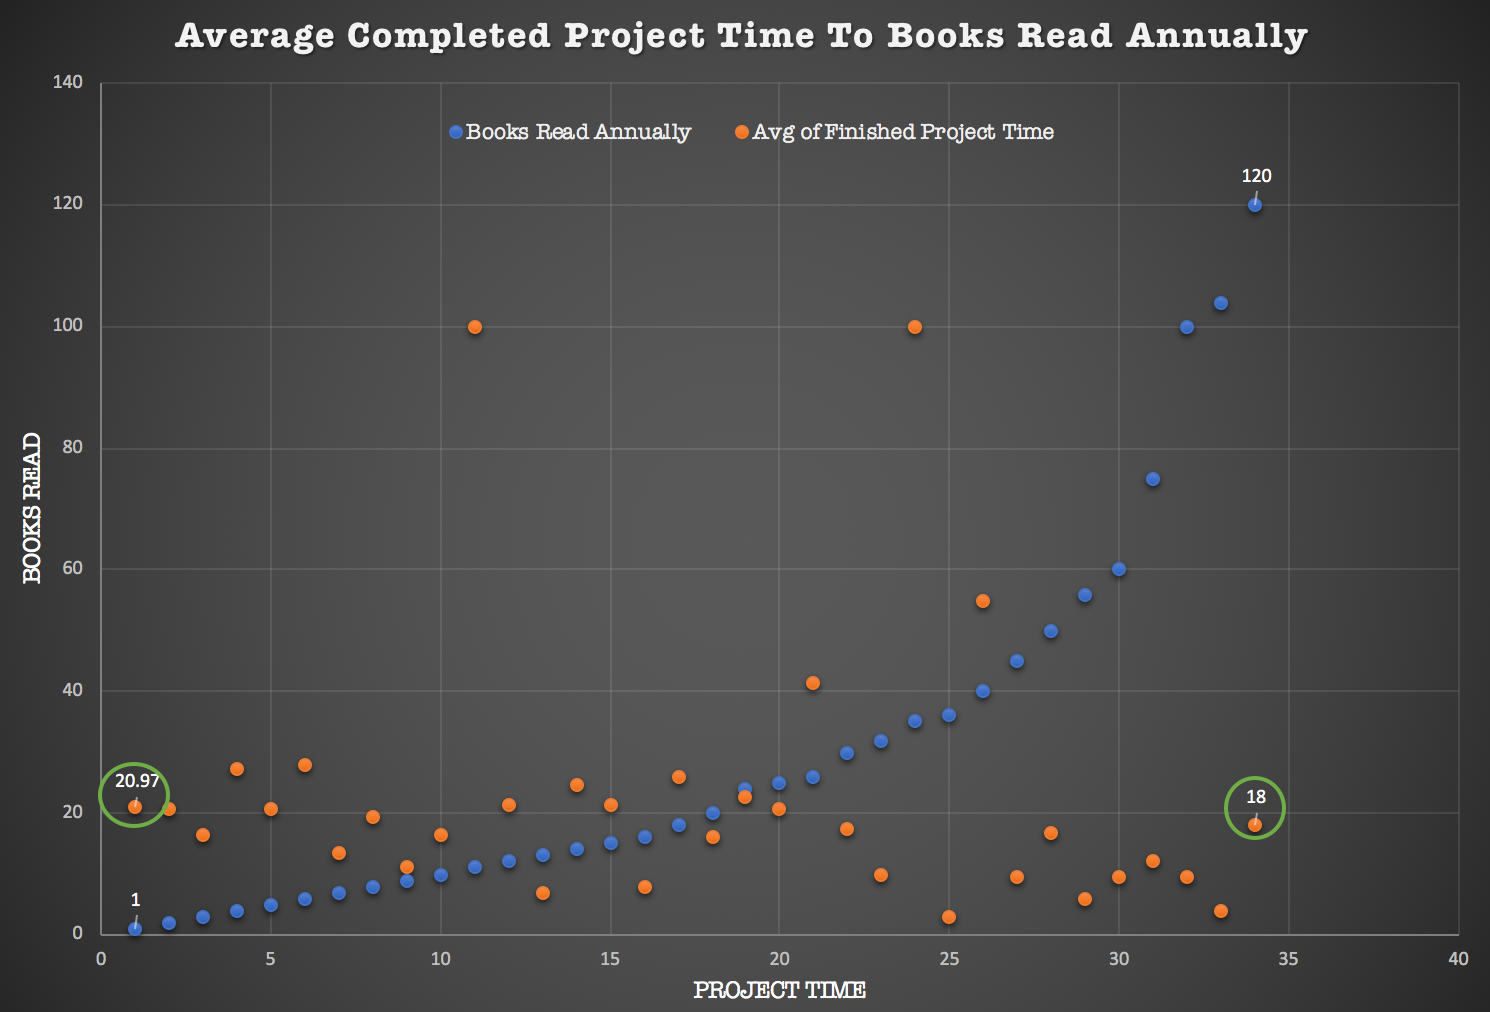 Average Completed Project Time To Books Read Annually
140
Books Read Annually Avg of Finished Project Time
120
120
100
80
BOOKS READ
60
40
20.97
18
20
1
0
0 5 10 15 20 25 30 35 40
PROJECT TIME